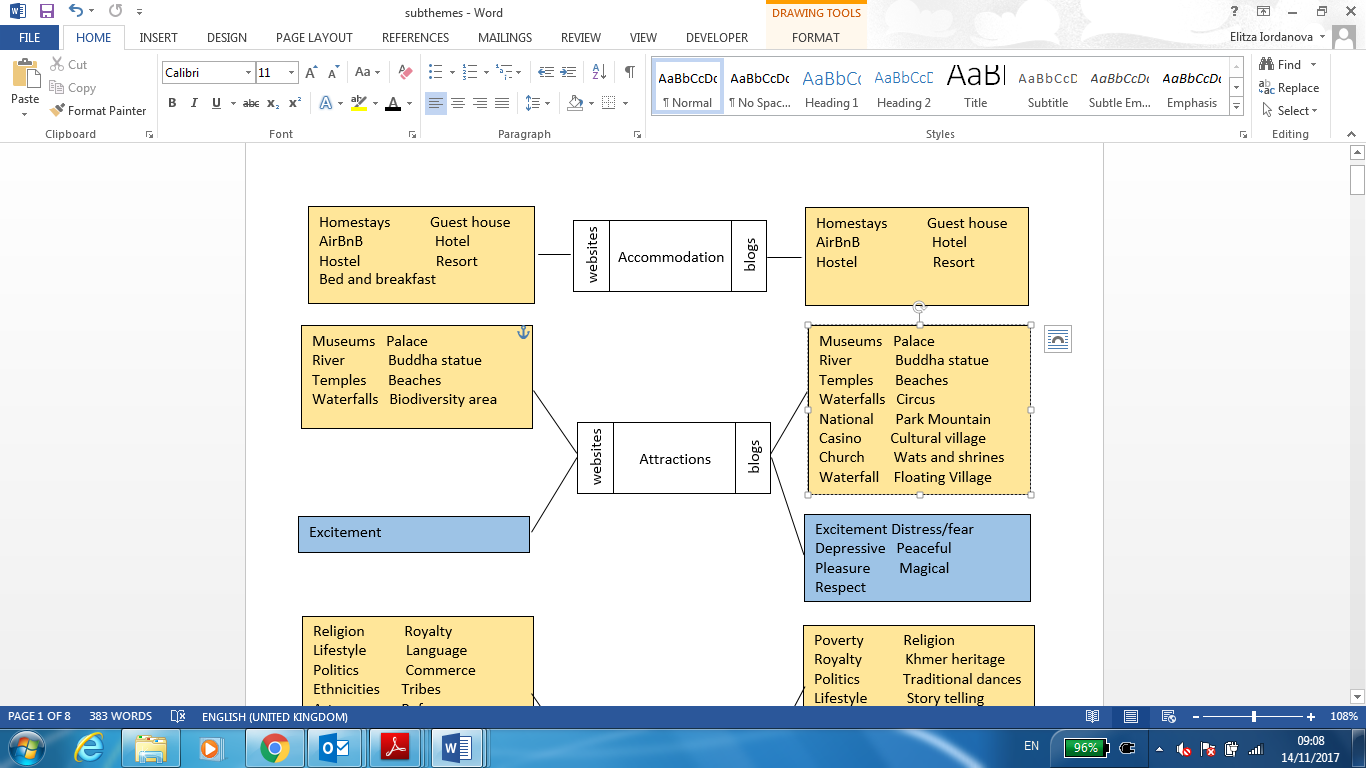 subthemes - Word
DRAWING TOOLS
FILE HOME INSERT DESIGN PAGE LAYOUT REFERENCES MAILINGS REVIEW VIEW DEVELOPER FORMAT
Elitza Iordanova
Paste
Cut
Copy
Format Painter
Clipboard
Calibri 11
Font
Paragraph
AaBbCcDc AaBbCcDc AaBbCc AaBbCcD AaBl AaBbCcD AaBbCcDc AaBbCcDc
¶ Normal ¶ No Spac... Heading 1 Heading 2 Title Subtitle Subtle Em... Emphasis
Styles
Find
Replace
Select
Editing
Homestays Guest house
AirBnB Hotel
Hostel Resort
Bed and breakfast
websites
Accommodation
blogs
Homestays Guest house
AirBnB Hotel
Hostel Resort
Museums Palace
River Buddha statue
Temples Beaches
Waterfalls Biodiversity area
Excitement
websites
Attractions
blogs
Museums Palace
River Buddha statue
Temples Beaches
Waterfalls Circus
National Park Mountain
Casino Cultural village
Church Wats and shrines
Waterfall Floating Village
Excitement Distress/fear
Depressive Peaceful
Pleasure Magical
Respect
Religion Royalty
Lifestyle Language
Politics Commerce
Ethnicities Tribes
Poverty Religion
Royalty Khmer heritage
Politics Traditional dances
Lifestyle Story telling
PAGE 1 OF 8 383 WORDS ENGLISH (UNITED KINGDOM) 108%
EN 96% 09:08
14/11/2017